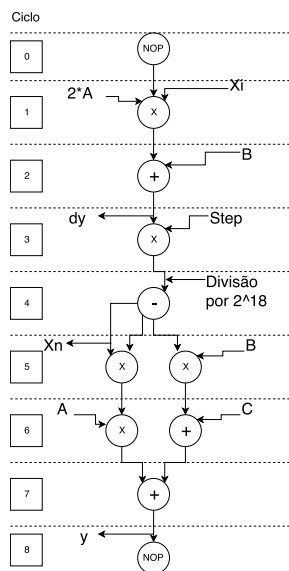 Ciclo
0
NOP
2*A
Xi
1
X
B
2
+
dy
Step
3
X
Divisão
por 2^18
4
-
Xn
B
5
X
X
A
C
6
X
+
7
+
y
8
NOP